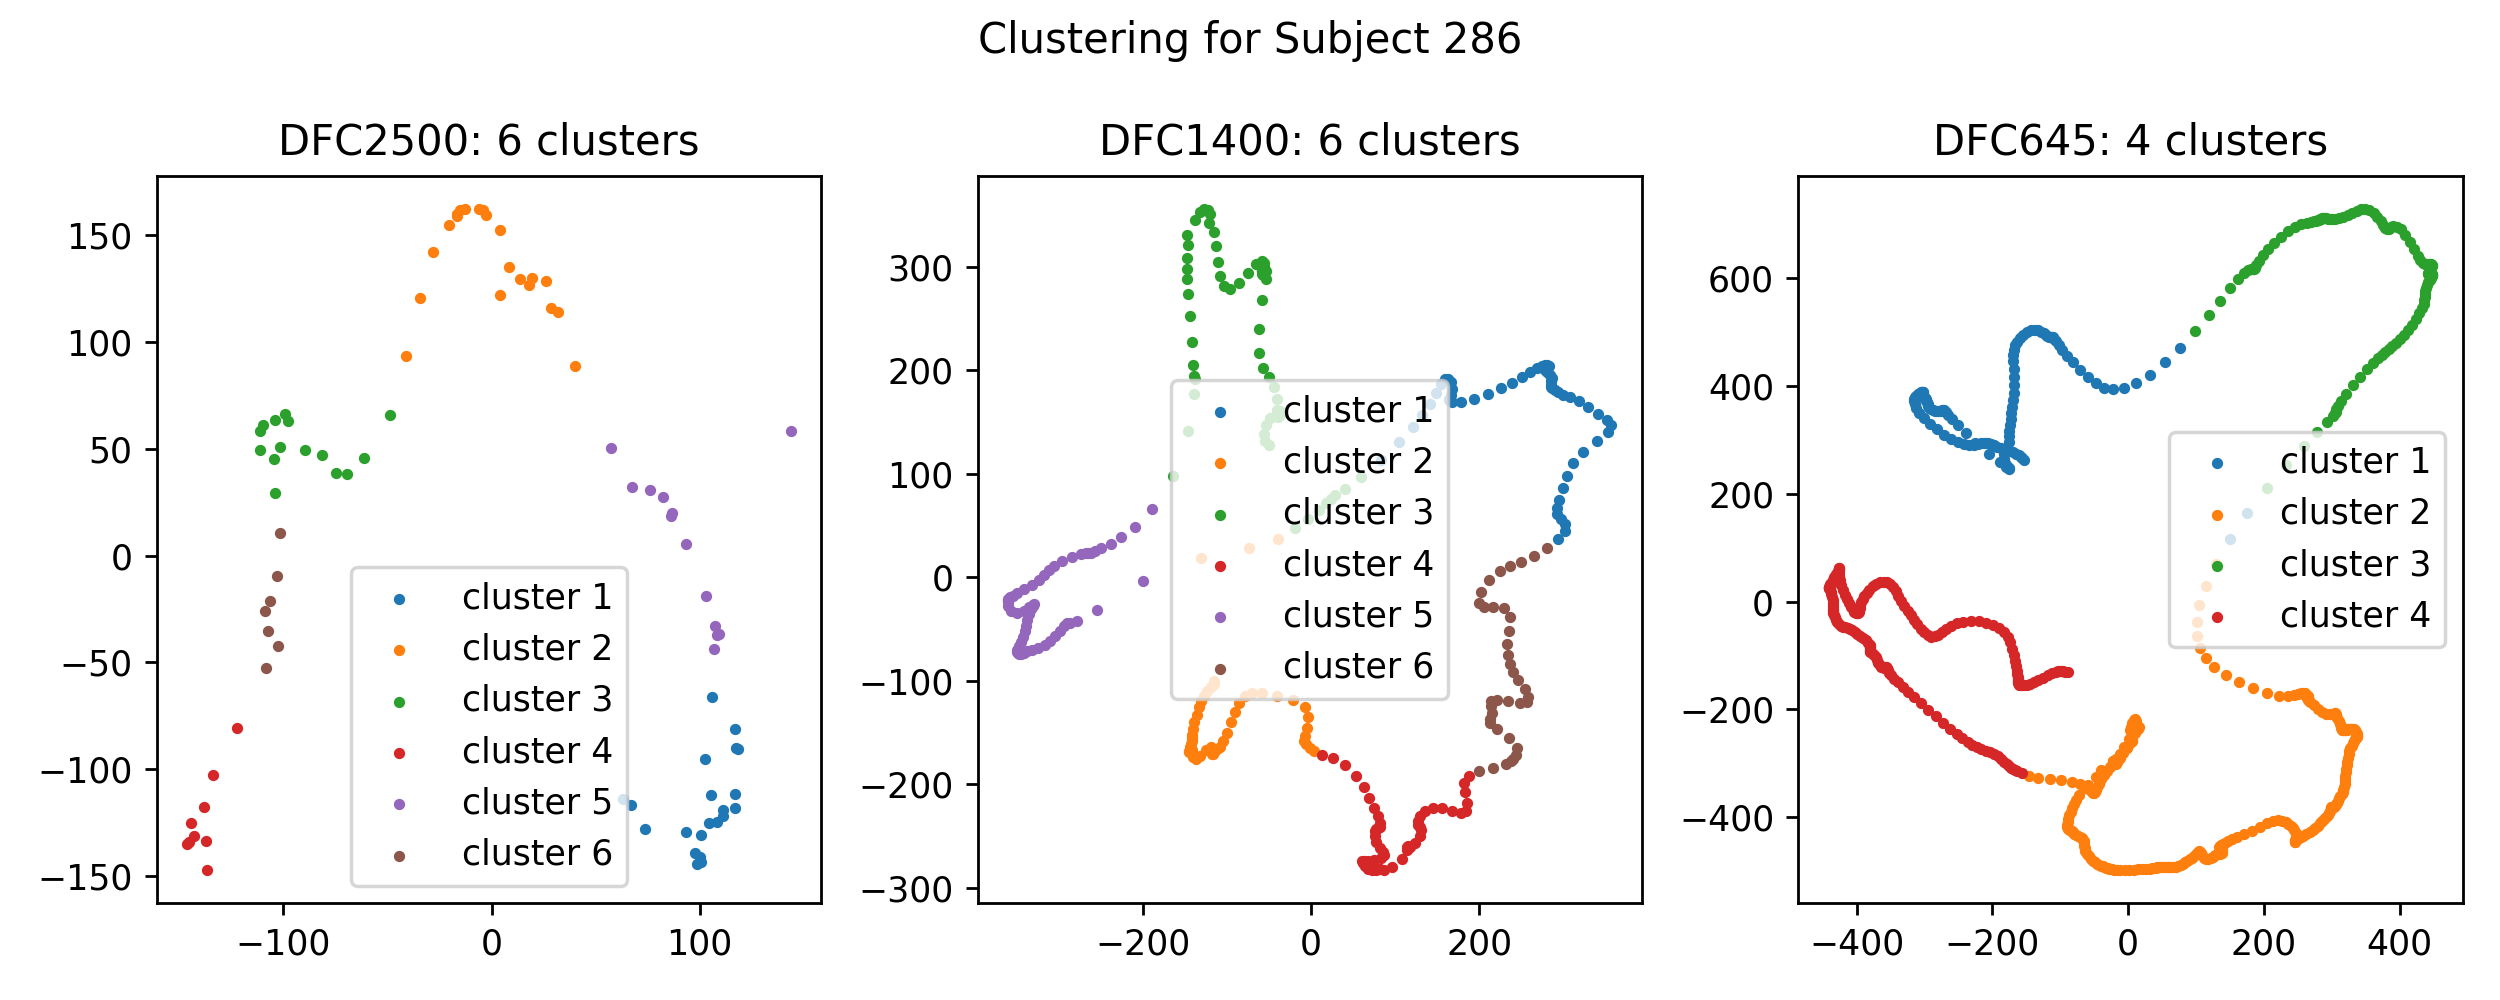 Clustering for Subject 286
DFC2500: 6 clusters
150
100
50
0
−50
−100
−150
−100
0
100
cluster 1
cluster 2
cluster 3
cluster 4
cluster 5
cluster 6
DFC1400: 6 clusters
300
200
100
0
−100
−200
−300
−200
0
200
cluster 1
cluster 2
cluster 3
cluster 4
cluster 5
cluster 6
DFC645: 4 clusters
600
400
200
0
−200
−400
−400
−200
0
200
400
cluster 1
cluster 2
cluster 3
cluster 4